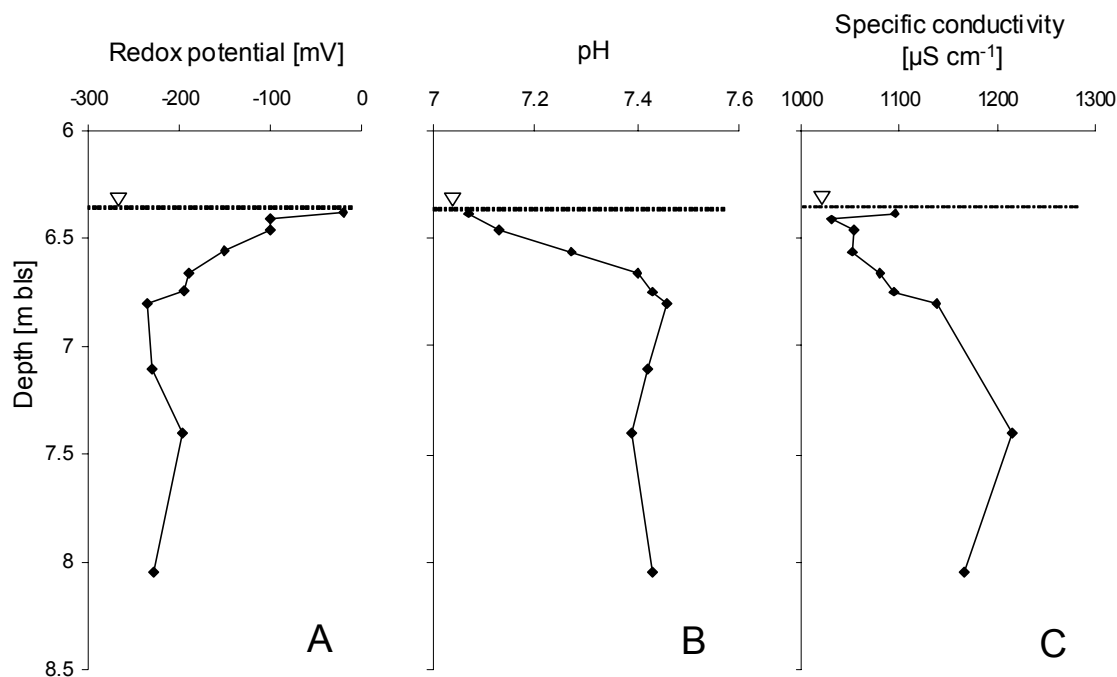 Redox potential [mV]
-300 -200 -100 0
pH
7 7.2 7.4 7.6
Specific conductivity
[µS cm-1]
1000 1100 1200 1300
Depth [m bls]
6
6.5
7
7.5
8
8.5
A
B
C